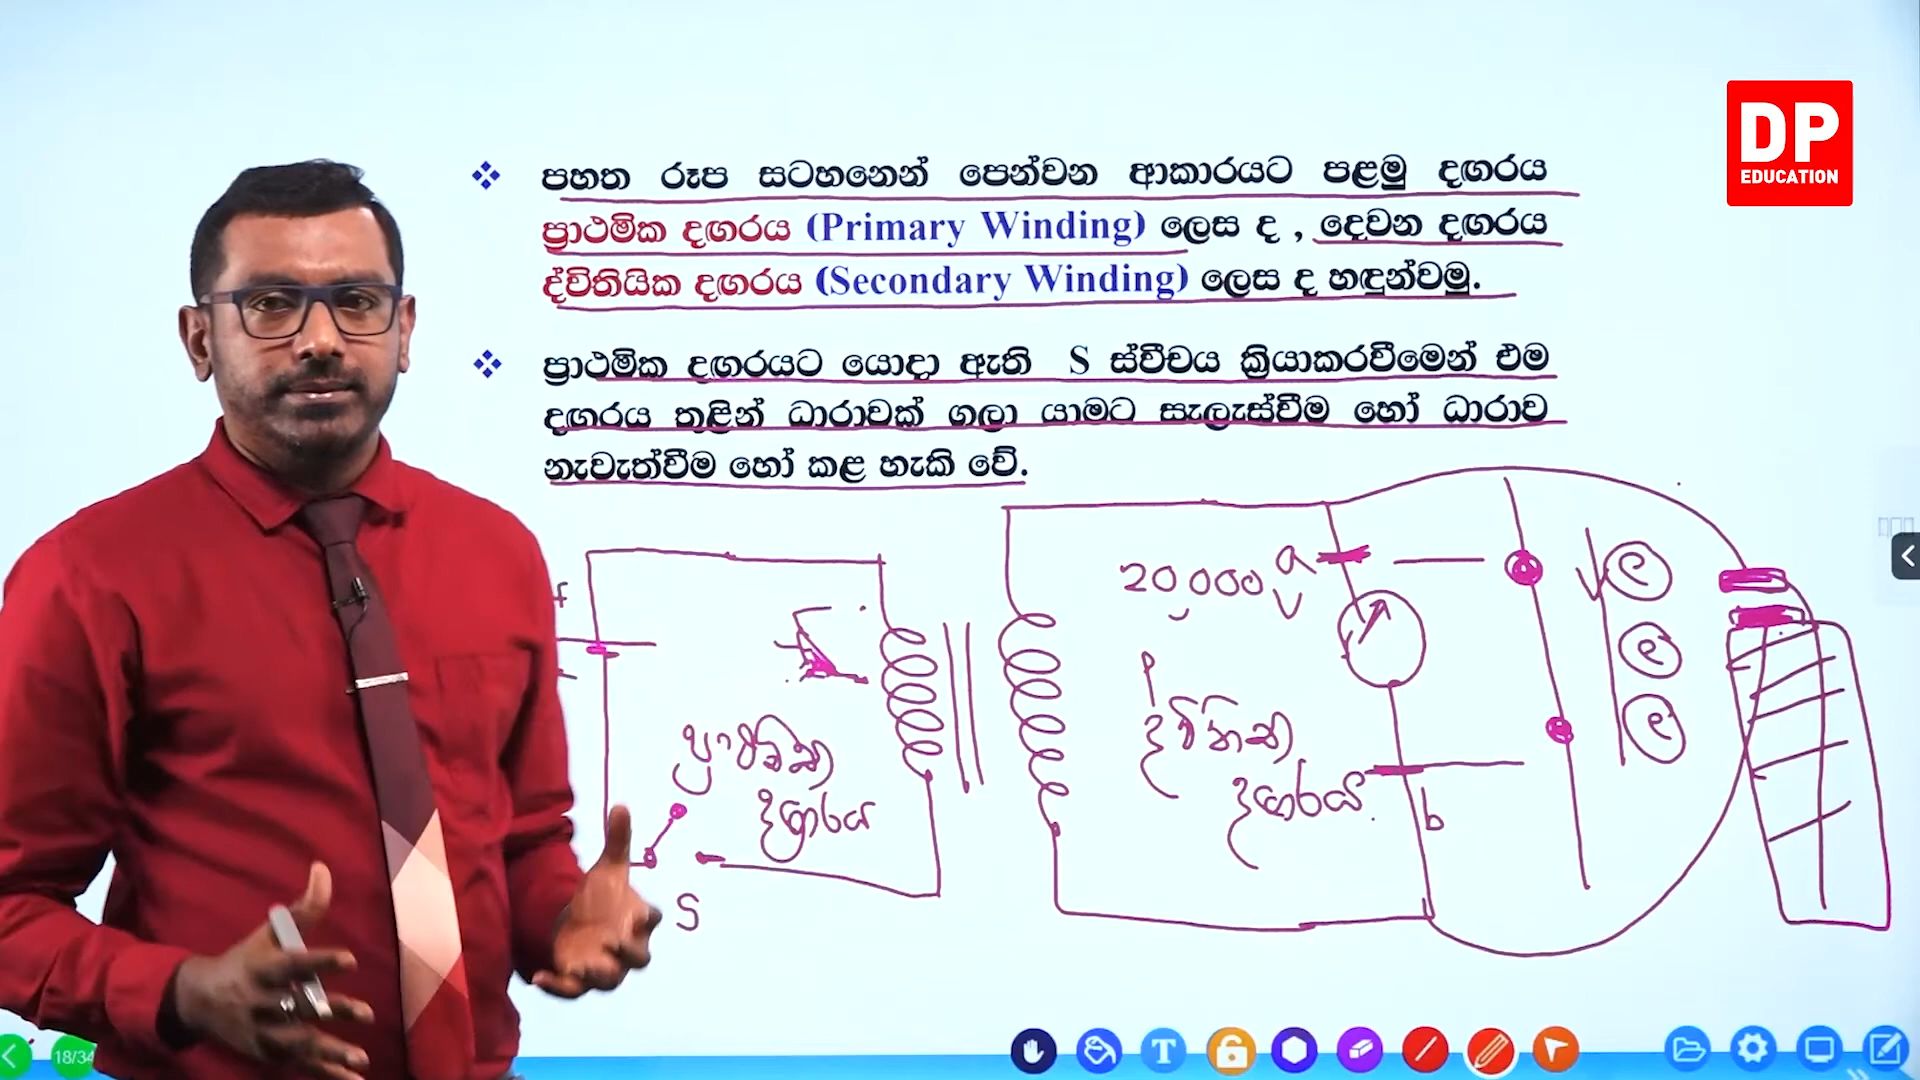 DP
EDUCATION
පහත රූප සටහනෙන් පෙන්වන ආකාරයට පළමු දඟරය
ප්‍රාථමික දඟරය (Primary Winding) ලෙස ද , දෙවන දඟරය
ද්විතියික දඟරය (Secondary Winding) ලෙස ද හඳුන්වමු.
ප්‍රාථමික දඟරයට යොදා ඇති S ස්වීචය ක්‍රියාකරවීමෙන් එම
දඟරය තුළින් ධාරාවක් ගලා යාමට සැලැස්වීම හෝ ධාරාව
නැවැත්වීම හෝ කළ හැකි වේ.
20,000 V
a
දඟරය
දඟරය
b
S
18/34
T